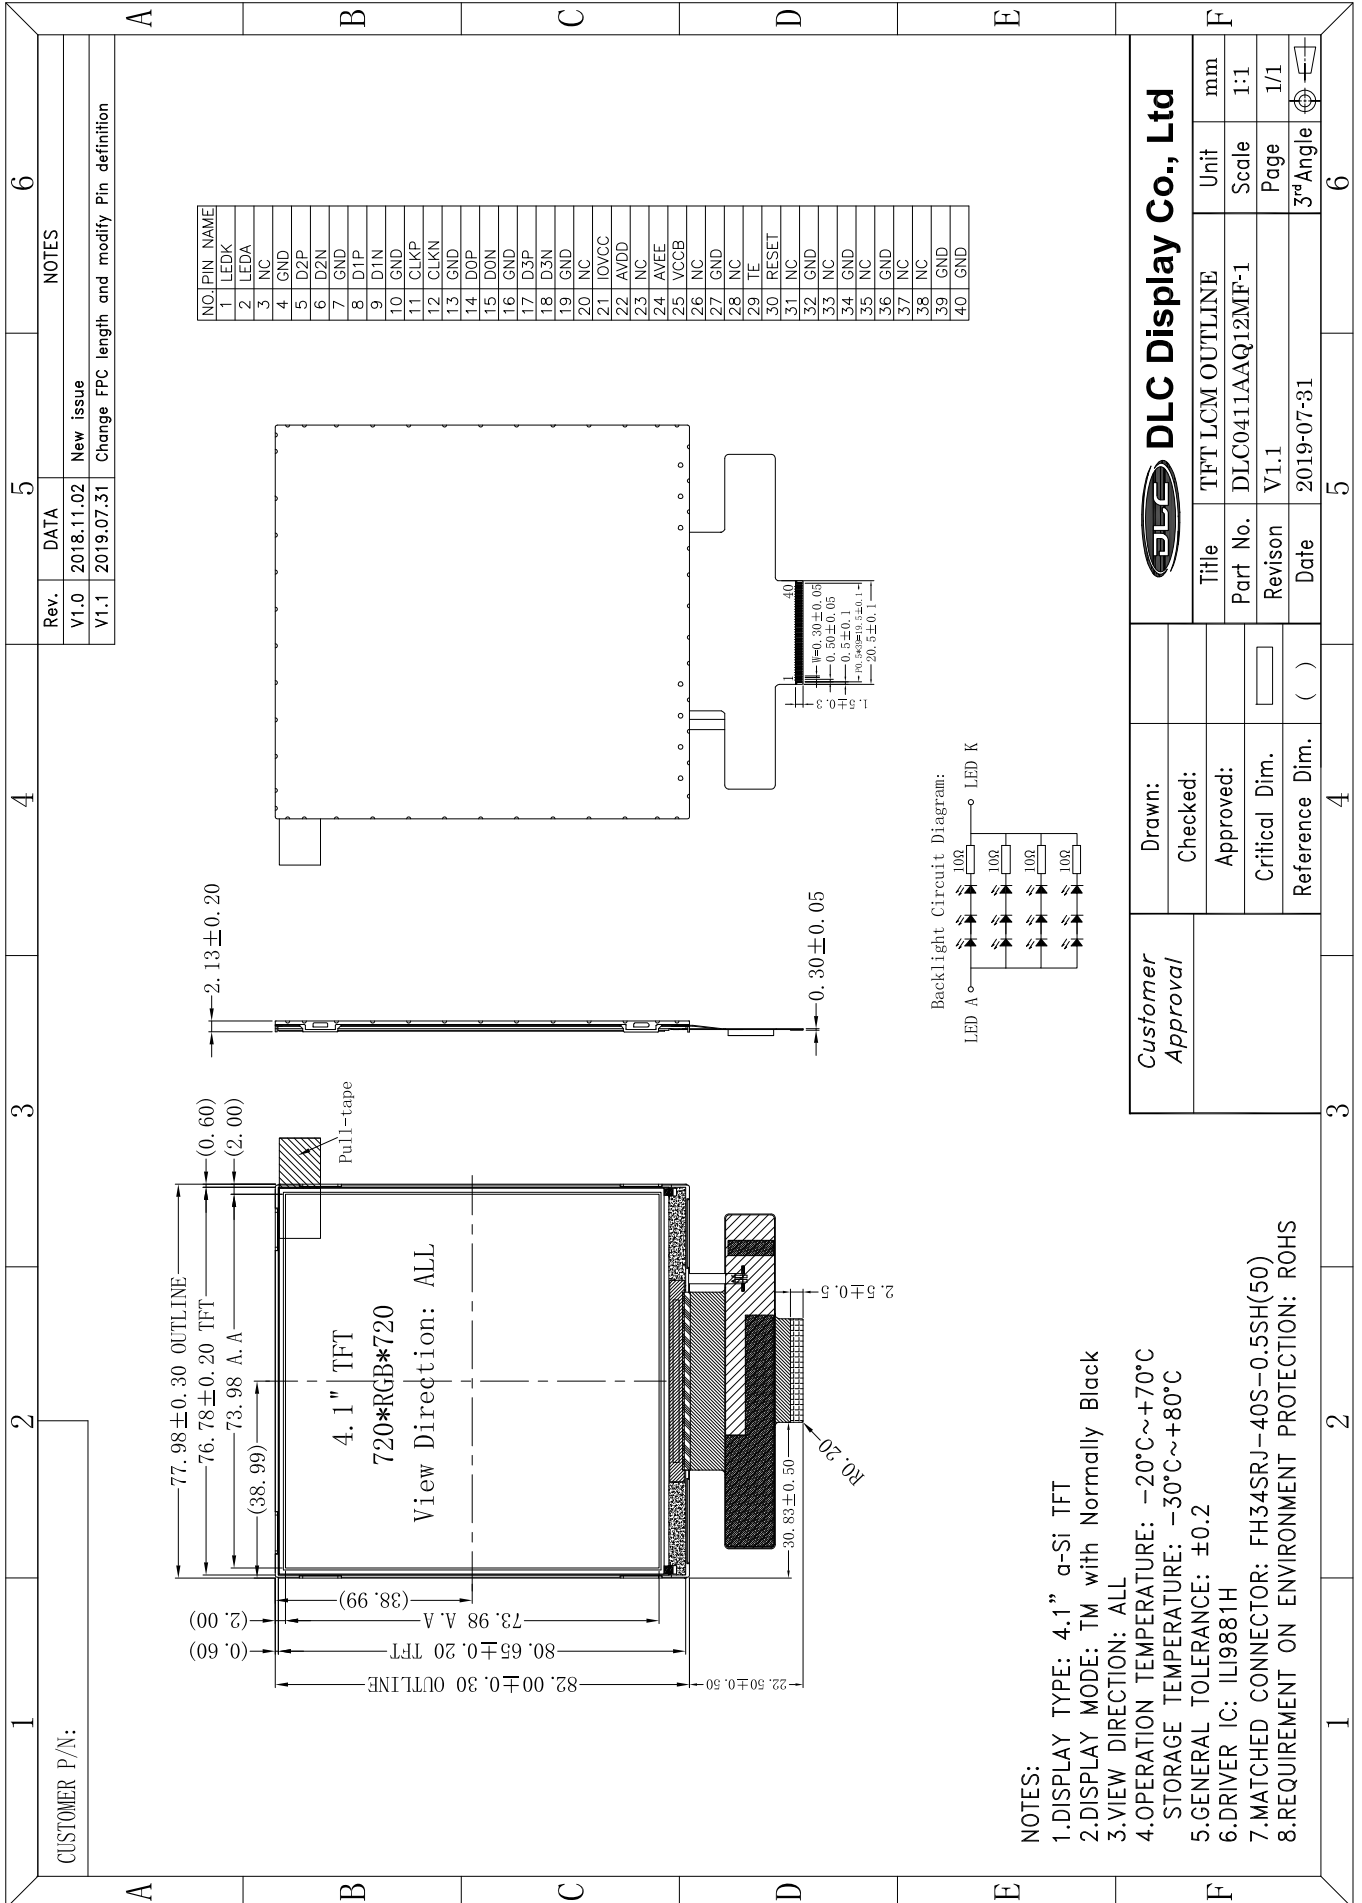 1
2
3
4
5
6
A
B
C
D
E
F
CUSTOMER P/N:
Rev. DATA NOTES
V1.0 2018.11.02 New issue
V1.1 2019.07.31 Change FPC length and modify Pin definition
77.98±0.30 OUTLINE
76.78±0.20 TFT
73.98 A.A
(38.99)
(0.60)
(2.00)
4.1" TFT
720*RGB*720
View Direction: ALL
Pull-tape
(0.60)
(2.00)
(38.99)
73.98 A.A
80.65±0.20 TFT
82.00±0.30 OUTLINE
22.50±0.50
30.83±0.50
R0.20
2.5±0.5
2.13±0.20
0.30±0.05
1
40
W=0.30±0.05
0.50±0.05
0.5±0.1
P0.5*39=19.5±0.1
20.5±0.1
1.5±0.3
NO. PIN NAME
1 LEDK
2 LEDA
3 NC
4 GND
5 D2P
6 D2N
7 GND
8 D1P
9 D1N
10 GND
11 CLKP
12 CLKN
13 GND
14 D0P
15 D0N
16 GND
17 D3P
18 D3N
19 GND
20 NC
21 IOVCC
22 AVDD
23 NC
24 AVEE
25 VCCB
26 NC
27 GND
28 NC
29 TE
30 RESET
31 NC
32 GND
33 NC
34 GND
35 NC
36 GND
37 NC
38 NC
39 GND
40 GND
Backlight Circuit Diagram:
LED A
LED K
10Ω
10Ω
10Ω
10Ω
NOTES:
1.DISPLAY TYPE: 4.1" a-Si TFT
2.DISPLAY MODE: TM with Normally Black
3.VIEW DIRECTION: ALL
4.OPERATION TEMPERATURE: -20°C~+70°C
STORAGE TEMPERATURE: -30°C~+80°C
5.GENERAL TOLERANCE: ±0.2
6.DRIVER IC: ILI9881H
7.MATCHED CONNECTOR: FH34SRJ-40S-0.5SH(50)
8.REQUIREMENT ON ENVIRONMENT PROTECTION: ROHS
Customer
Approval
Drawn:
Checked:
Approved:
Critical Dim.
Reference Dim. ( )
DLC DLC Display Co., Ltd
Title TFT LCM OUTLINE Unit mm
Part No. DLC0411AAQ12MF-1 Scale 1:1
Revison V1.1 Page 1/1
Date 2019-07-31 3rd Angle
1
2
3
4
5
6
A
B
C
D
E
F